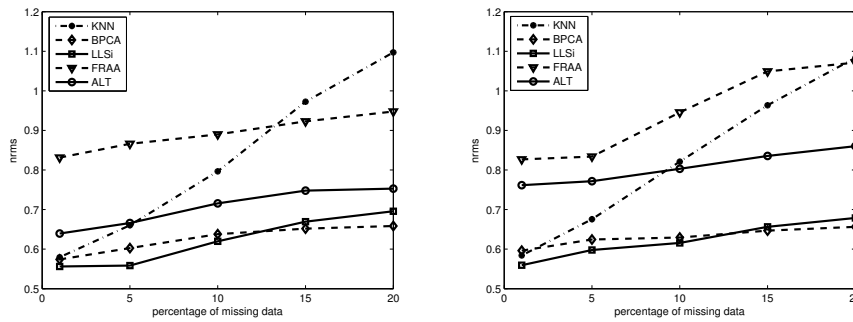 1.2
1.1
1
0.9
0.8
0.7
0.6
0.5
nrms
KNN
BPCA
LLSi
FRAA
ALT
0 5 10 15 20
percentage of missing data
1.2
1.1
1
0.9
0.8
0.7
0.6
0.5
nrms
KNN
BPCA
LLSi
FRAA
ALT
0 5 10 15
percentage of missing data